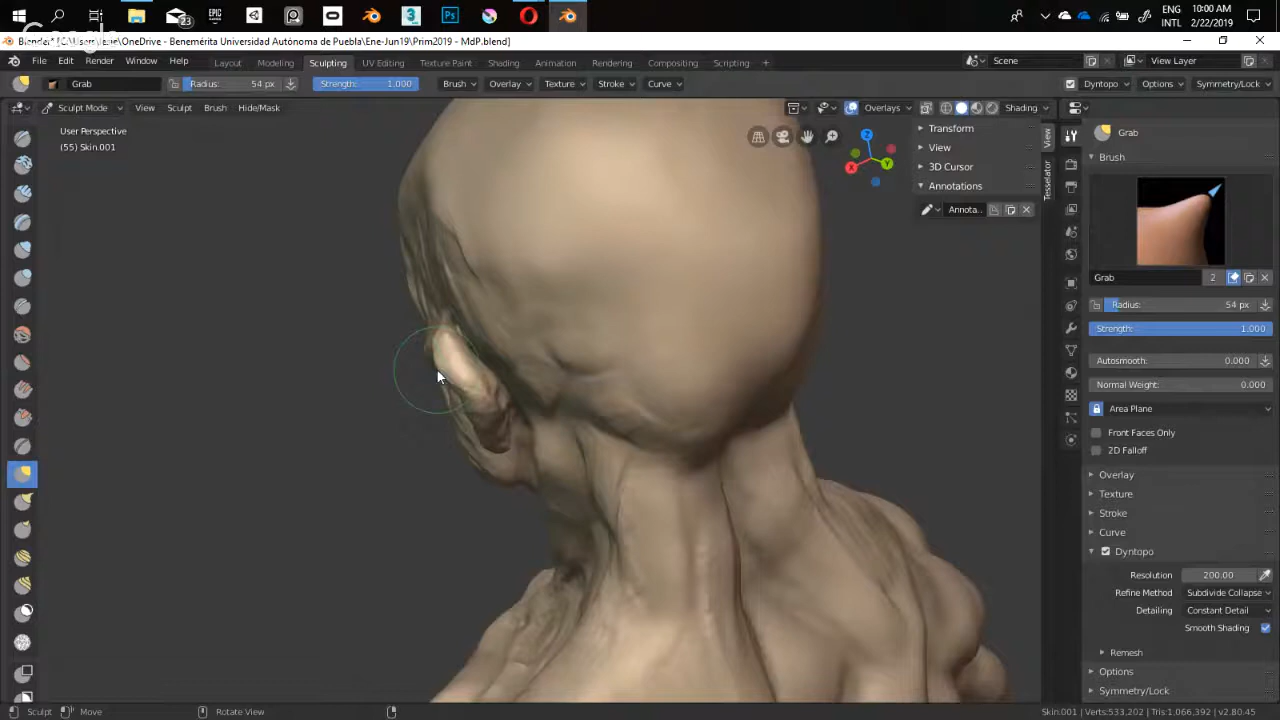 23
EPIC
3
Ps
ENG
INTL
10:00 AM
2/22/2019
Google
Universidad Autónoma de Puebla\Ene-Jun19\Prim2019 - MdP.blend]
File Edit Render Window Help Layout Modeling Sculpting UV Editing Texture Paint Shading Animation Rendering Compositing Scripting + Scene View Layer
Grab Radius: 54 px Strength: 1.000 Brush Overlay Texture Stroke Curve Dyntopo Options Symmetry/Lock
Sculpt Mode View Sculpt Brush Hide/Mask Overlays Shading
User Perspective
(55) Skin.001
Transform
View
3D Cursor
Annotations
Annota..
View
Tesselator
X Y Z
Grab
Brush
Grab 2
Radius: 54 px
Strength: 1.000
Autosmooth: 0.000
Normal Weight: 0.000
Area Plane
Front Faces Only
2D Falloff
Overlay
Texture
Stroke
Curve
Dyntopo
Resolution 200.00
Refine Method Subdivide Collapse
Detailing Constant Detail
Smooth Shading
Remesh
Options
Symmetry/Lock
Sculpt Move Rotate View Skin.001 | Verts:533,202 | Tris:1,066,392 | v2.80.45